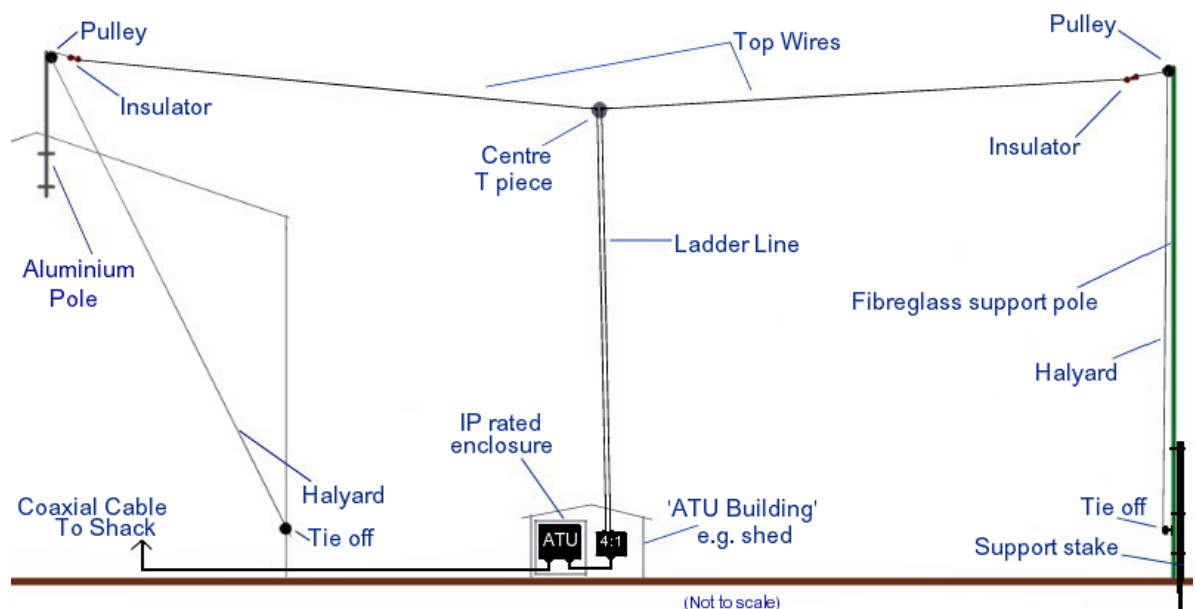 Pulley
Top Wires
Pulley
Insulator
Insulator
Centre
T piece
Ladder Line
Aluminium
Pole
Fibreglass support pole
Halyard
IP rated
enclosure
Halyard
Coaxial Cable
To Shack
'ATU Building'
e.g. shed
Tie off
Tie off
ATU
4:1
Support stake
(Not to scale)